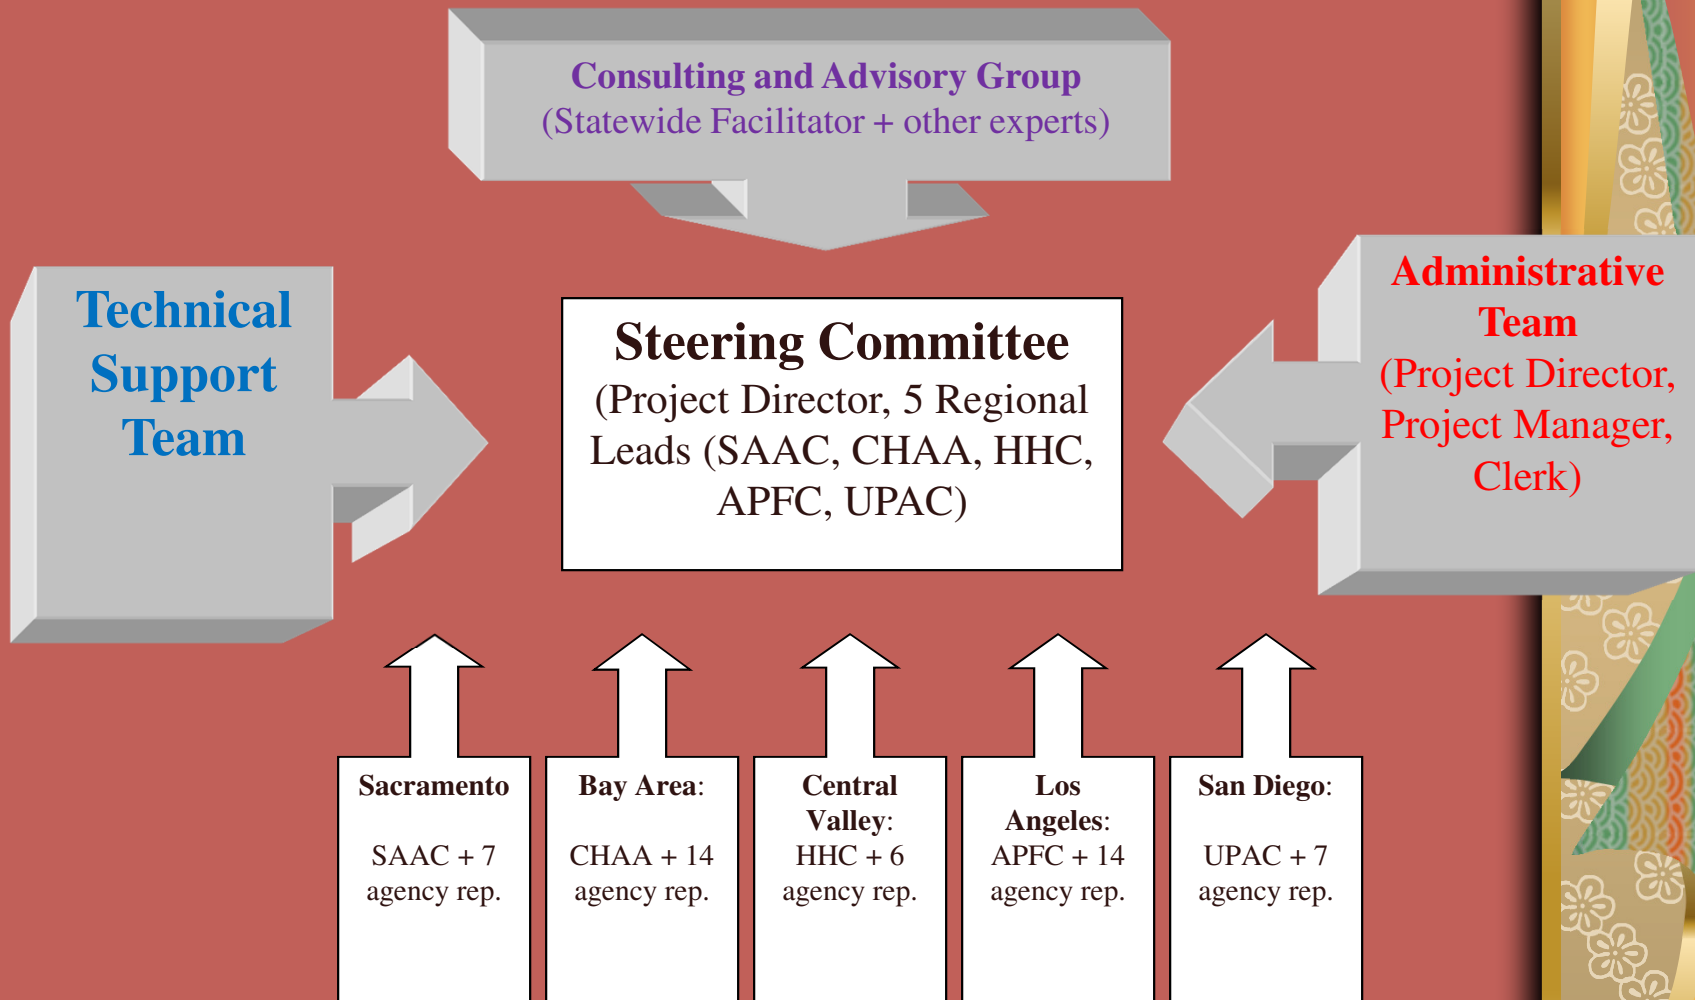 Consulting and Advisory Group
(Statewide Facilitator + other experts)
Technical
Support
Team
Steering Committee
(Project Director, 5 Regional
Leads (SAAC, CHAA, HHC,
APFC, UPAC)
Administrative
Team
(Project Director,
Project Manager,
Clerk)
Sacramento
SAAC + 7
agency rep.
Bay Area:
CHAA + 14
agency rep.
Central
Valley:
HHC + 6
agency rep.
Los
Angeles:
APFC + 14
agency rep.
San Diego:
UPAC + 7
agency rep.